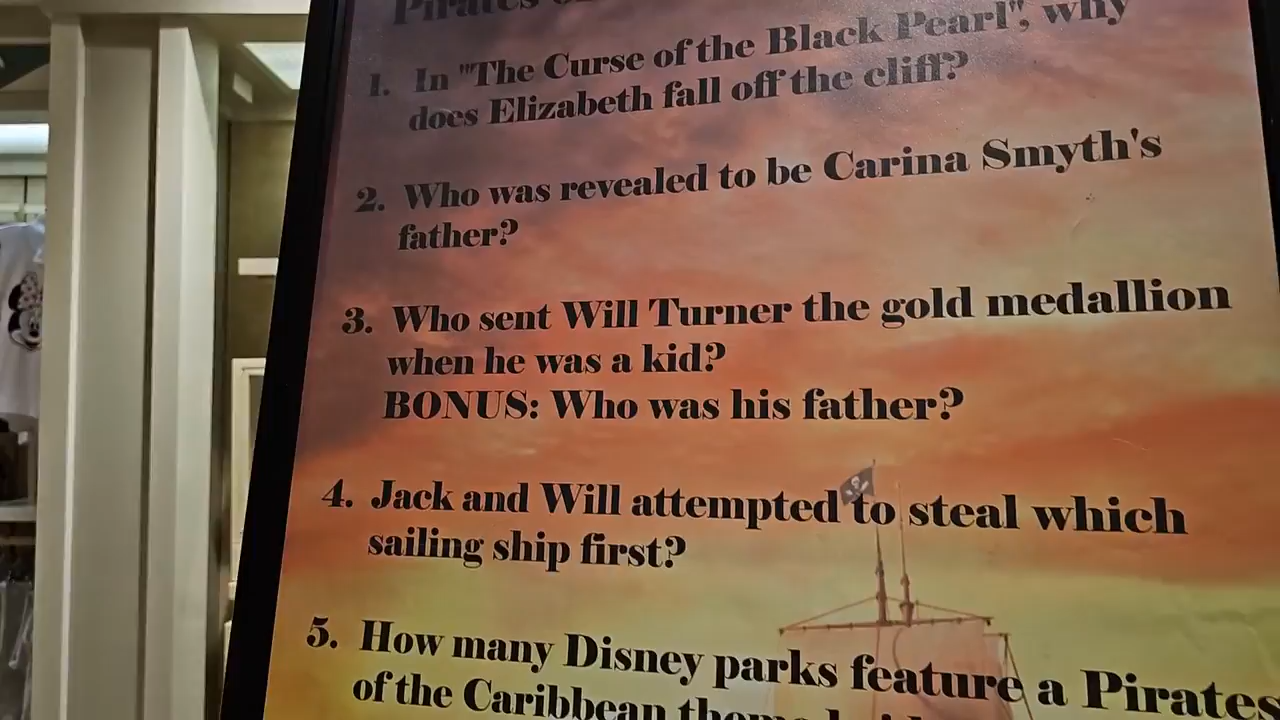 Pirates
1. In "The Curse of the Black Pearl", why
does Elizabeth fall off the cliff?
2. Who was revealed to be Carina Smyth's
father?
3. Who sent Will Turner the gold medallion
when he was a kid?
BONUS: Who was his father?
4. Jack and Will attempted to steal which
sailing ship first?
5. How many Disney parks feature a Pirates
of the Caribbean